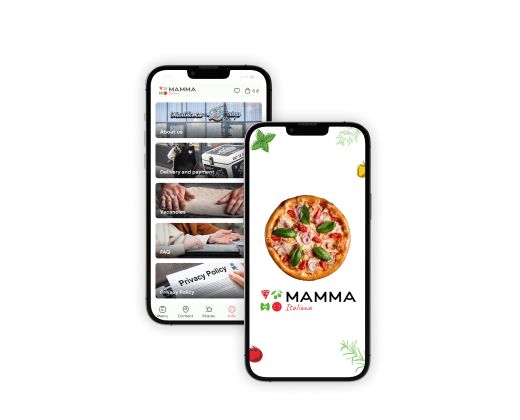 MAMMA
Italiana
0 ₴
About us
Delivery and payment
Vacancies
FAQ
Privacy Policy
Privacy Policy
Menu
Contact
Shares
Info
MAMMA
Italiana